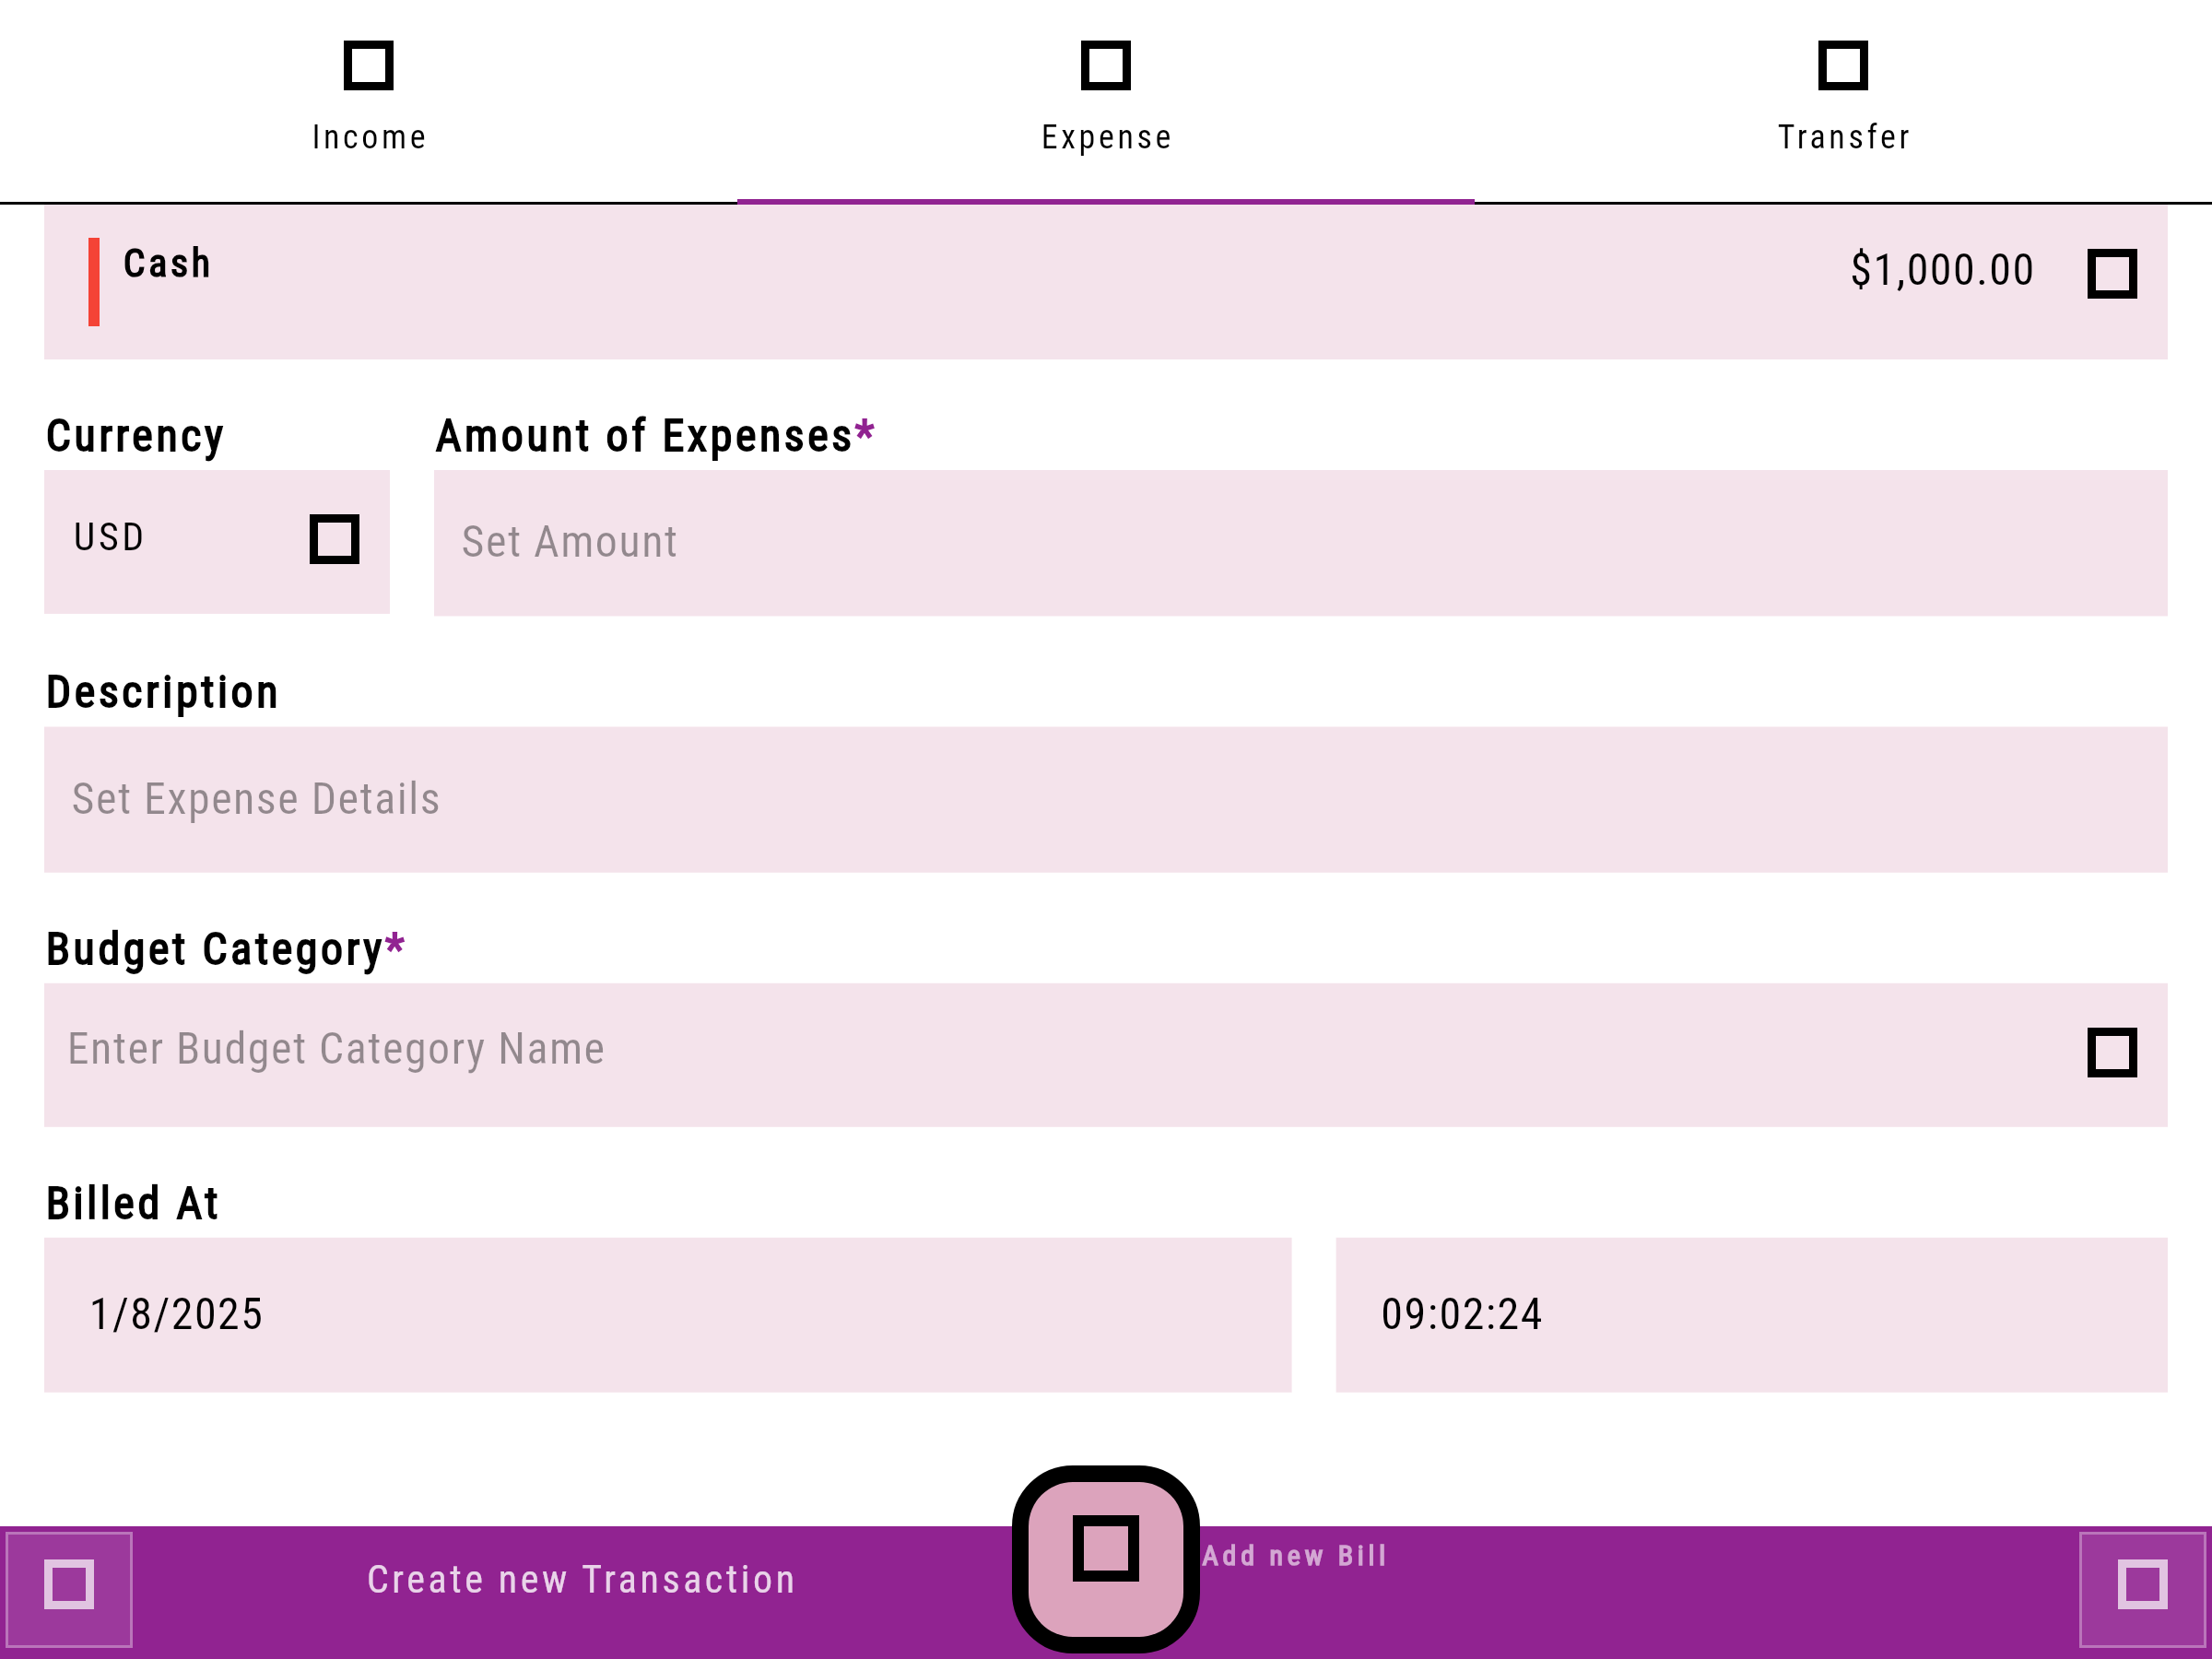 Income
Expense
Transfer
Cash
$1,000.00
Currency
Amount of Expenses*
USD
Set Amount
Description
Set Expense Details
Budget Category*
Enter Budget Category Name
Billed At
1/8/2025
09:02:24
Create new Transaction
Add new Bill